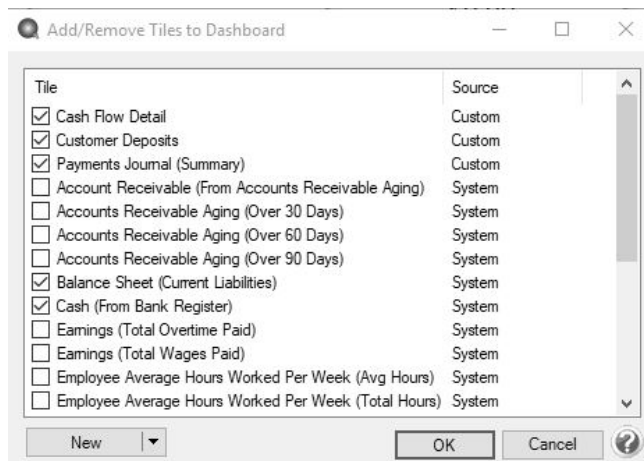 Add/Remove Tiles to Dashboard
Tile Source
Cash Flow Detail Custom
Customer Deposits Custom
Payments Journal (Summary) Custom
Account Receivable (From Accounts Receivable Aging) System
Accounts Receivable Aging (Over 30 Days) System
Accounts Receivable Aging (Over 60 Days) System
Accounts Receivable Aging (Over 90 Days) System
Balance Sheet (Current Liabilities) System
Cash (From Bank Register) System
Earnings (Total Overtime Paid) System
Earnings (Total Wages Paid) System
Employee Average Hours Worked Per Week (Avg Hours) System
Employee Average Hours Worked Per Week (Total Hours) System
New OK Cancel ?